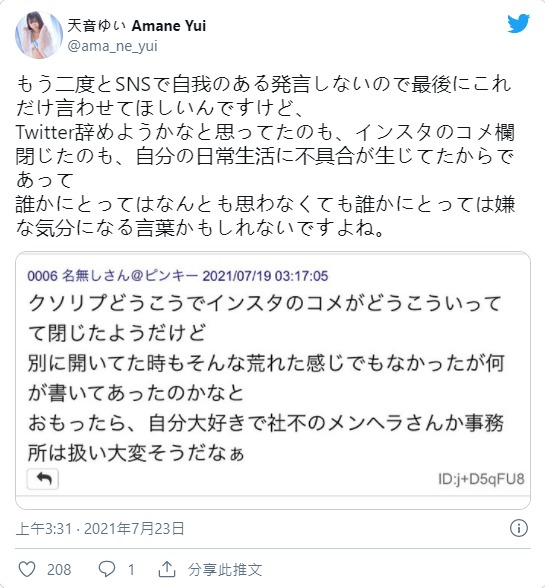 天音ゆい Amane Yui
@ama_ne_yui
もう二度とSNSで自我のある発言しないので最後にこれ
だけ言わせてほしいんですけど、
Twitter辞めようかなと思ってたのも、インスタのコメ欄
閉じたのも、自分の日常生活に不具合が生じてたからで
あって
誰かにとってはなんとも思わなくても誰かにとっては嫌
な気分になる言葉かもしれないですよね。
0006 名無しさん@ピンキー 2021/07/19 03:17:05
クソリプどうこうでインスタのコメがどうこういって
て閉じたようだけど
別に開いてた時もそんな荒れた感じでもなかったが何
が書いてあったのかなと
おもったら、自分大好きで社不のメンヘラさんか事務
所は扱い大変そうだなぁ
ID:j+D5qFU8
上午3:31 · 2021年7月23日
208
1
分享此推文